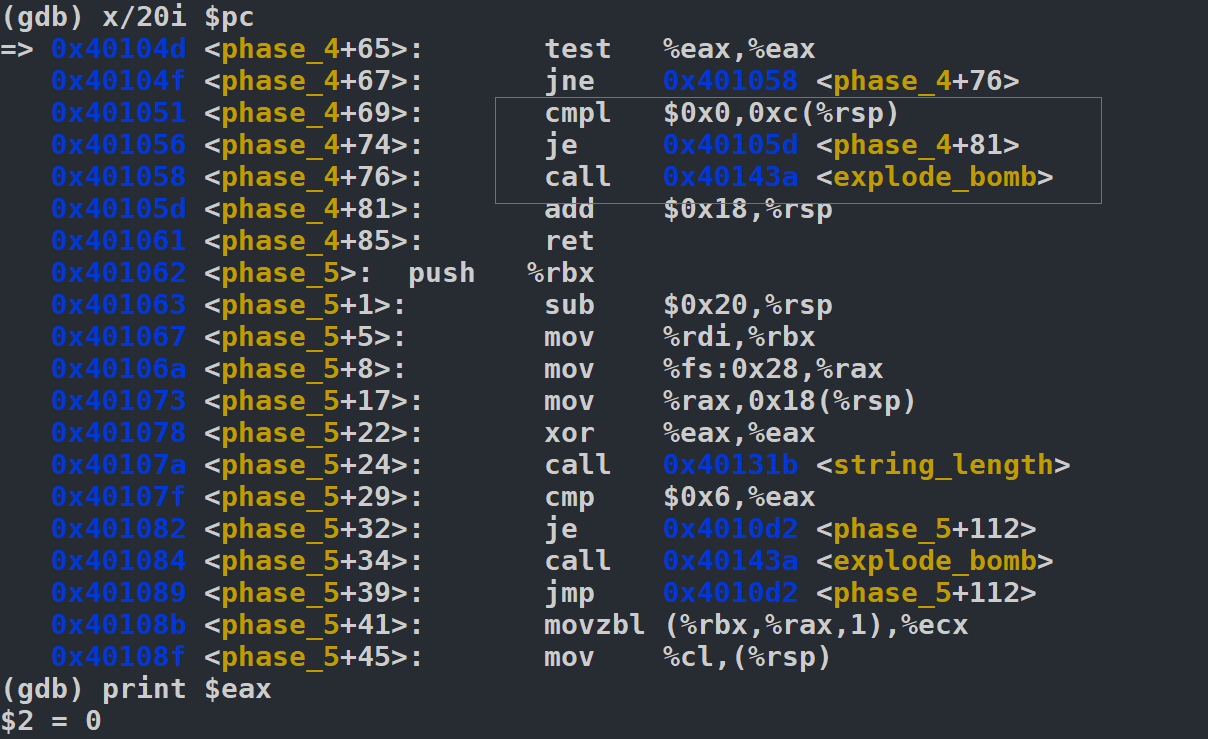 (gdb) x/20i $pc
=> 0x40104d <phase_4+65>: test %eax,%eax
0x40104f <phase_4+67>: jne 0x401058 <phase_4+76>
0x401051 <phase_4+69>: cmpl $0x0,0xc(%rsp)
0x401056 <phase_4+74>: je 0x40105d <phase_4+81>
0x401058 <phase_4+76>: call 0x40143a <explode_bomb>
0x40105d <phase_4+81>: add $0x18,%rsp
0x401061 <phase_4+85>: ret
0x401062 <phase_5>: push %rbx
0x401063 <phase_5+1>: sub $0x20,%rsp
0x401067 <phase_5+5>: mov %rdi,%rbx
0x40106a <phase_5+8>: mov %fs:0x28,%rax
0x401073 <phase_5+17>: mov %rax,0x18(%rsp)
0x401078 <phase_5+22>: xor %eax,%eax
0x40107a <phase_5+24>: call 0x40131b <string_length>
0x40107f <phase_5+29>: cmp $0x6,%eax
0x401082 <phase_5+32>: je 0x4010d2 <phase_5+112>
0x401084 <phase_5+34>: call 0x40143a <explode_bomb>
0x401089 <phase_5+39>: jmp 0x4010d2 <phase_5+112>
0x40108b <phase_5+41>: movzbl (%rbx,%rax,1),%ecx
0x40108f <phase_5+45>: mov %cl,(%rsp)
(gdb) print $eax
$2 = 0